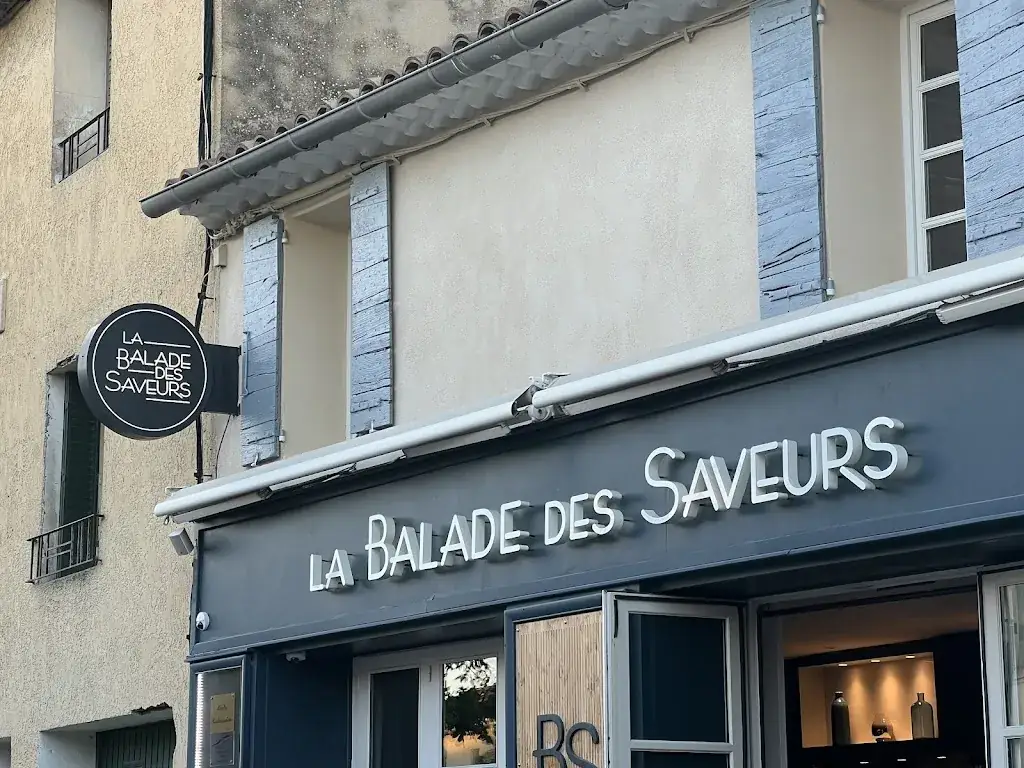 LA
BALADE
DES
SAVEURS
LA BALADE DES SAVEURS
BS